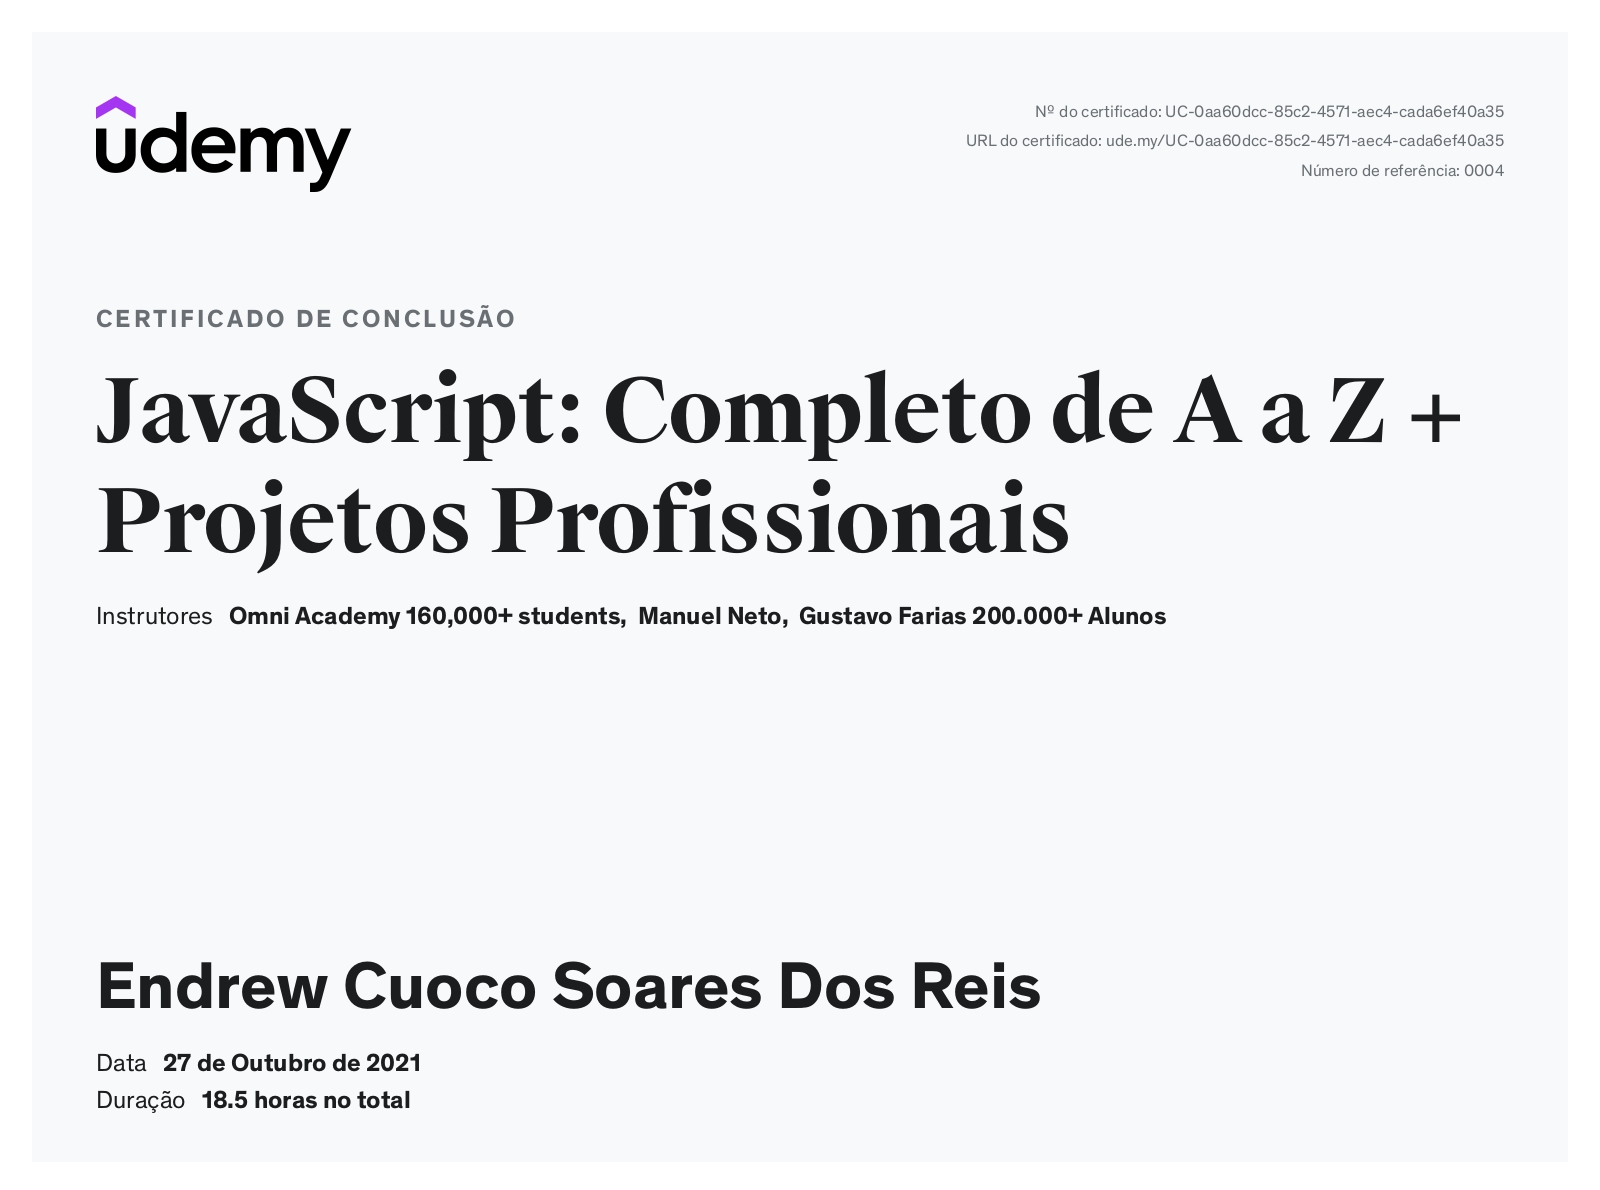 udemy
Nº do certificado: UC-0aa60dcc-85c2-4571-aec4-cada6ef40a35
URL do certificado: ude.my/UC-0aa60dcc-85c2-4571-aec4-cada6ef40a35
Número de referência: 0004
CERTIFICADO DE CONCLUSÃO
JavaScript: Completo de A a Z +
Projetos Profissionais
Instrutores Omni Academy 160,000+ students, Manuel Neto, Gustavo Farias 200.000+ Alunos
Endrew Cuoco Soares Dos Reis
Data 27 de Outubro de 2021
Duração 18.5 horas no total